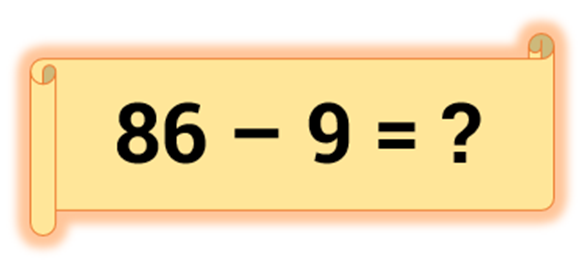 86 – 9 = ?